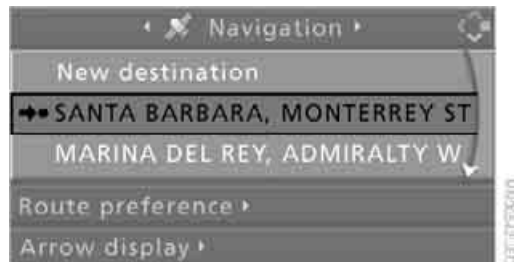 Navigation
New destination
SANTA BARBARA, MONTERREY ST
MARINA DEL REY, ADMIRALTY W
Route preference
Arrow display